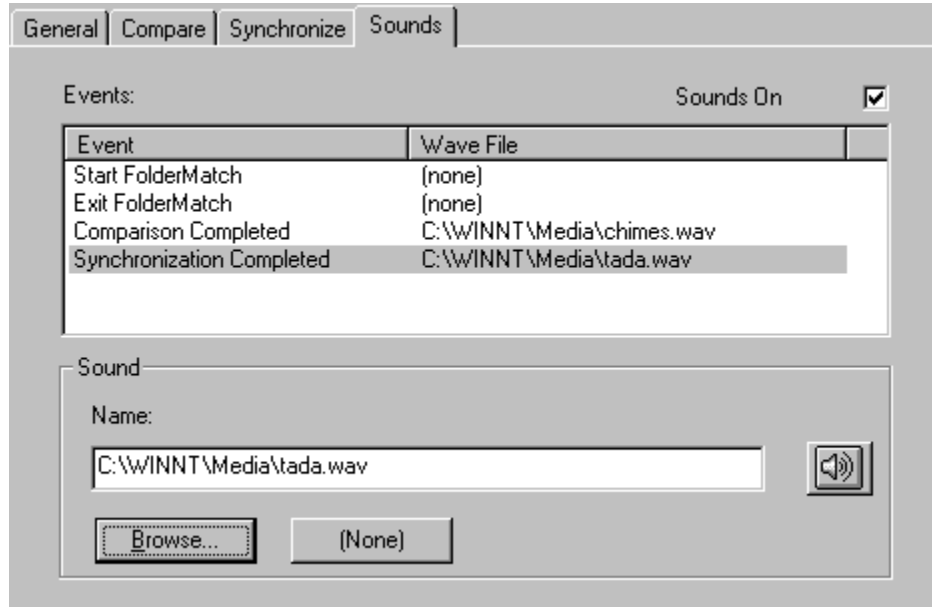 General Compare Synchronize Sounds
Events: Sounds On
Event Wave File
Start FolderMatch (none)
Exit FolderMatch (none)
Comparison Completed C:\WINNT\Media\chimes.wav
Synchronization Completed C:\WINNT\Media\tada.wav
Sound
Name:
C:\WINNT\Media\tada.wav
Browse... (None)